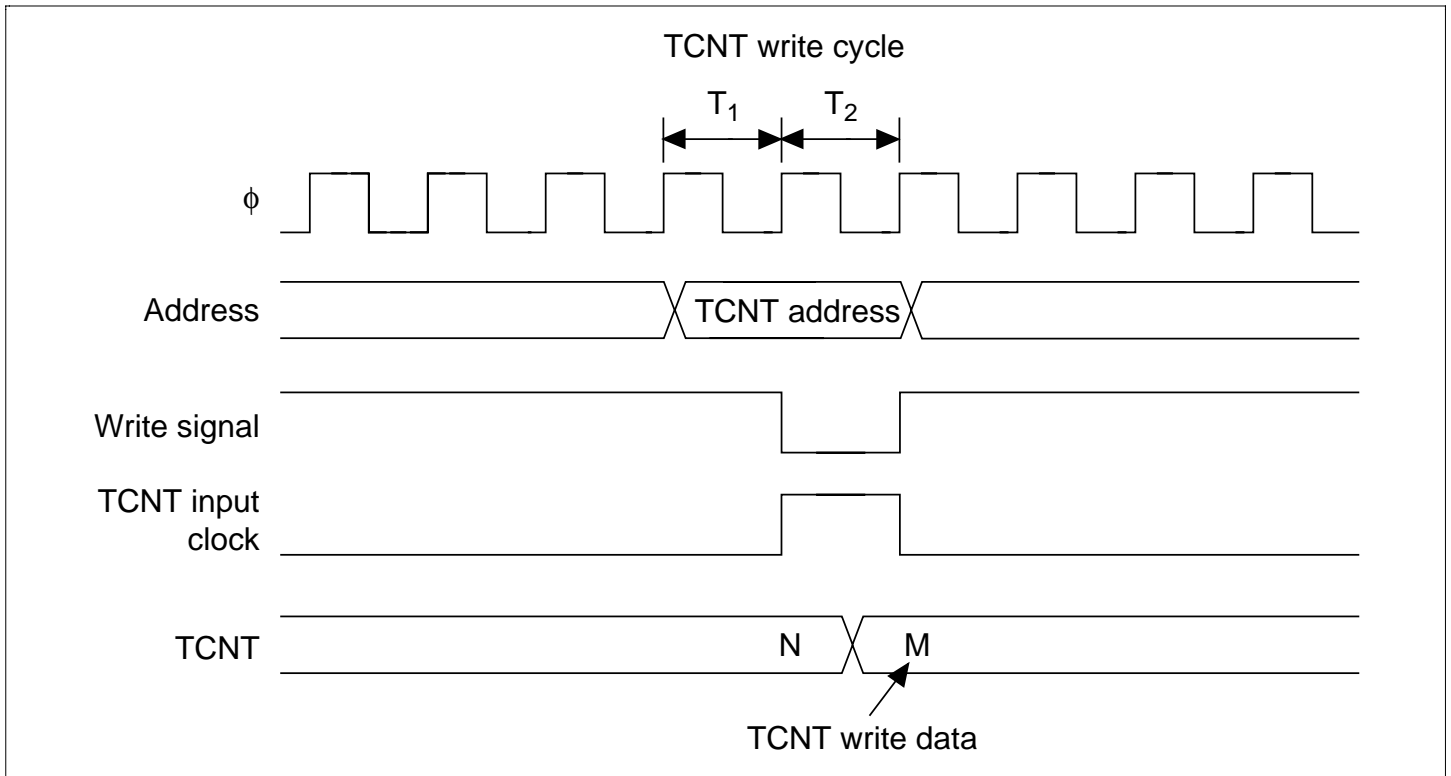 TCNT write cycle
T1 T2
ϕ
Address
TCNT address
Write signal
TCNT input
clock
TCNT
N M
TCNT write data